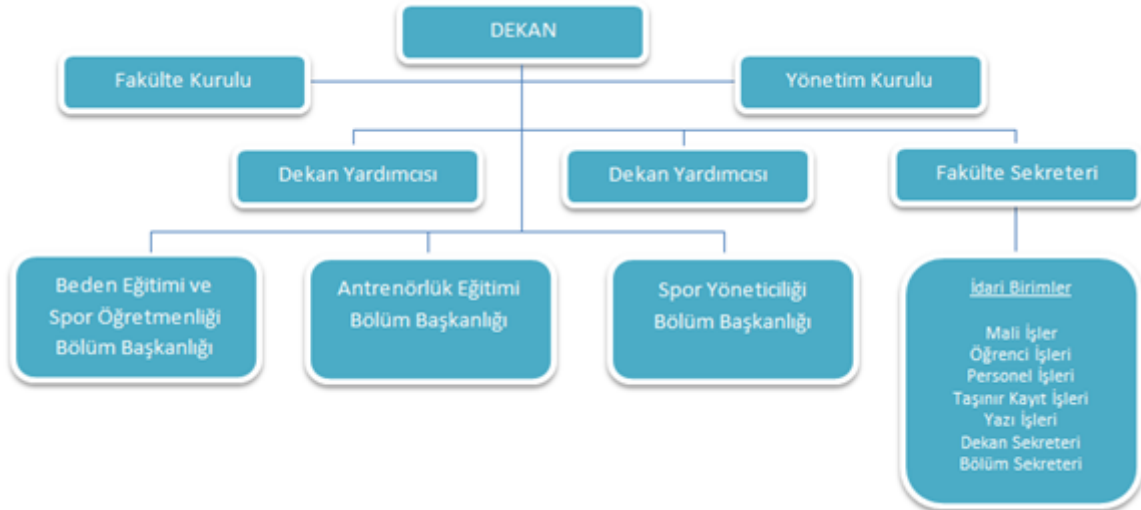 DEKAN
Fakülte Kurulu
Yönetim Kurulu
Dekan Yardımcısı
Dekan Yardımcısı
Fakülte Sekreteri
Beden Eğitimi ve
Spor Öğretmenliği
Bölüm Başkanlığı
Antrenörlük Eğitimi
Bölüm Başkanlığı
Spor Yöneticiliği
Bölüm Başkanlığı
İdari Birimler
Mali İşler
Öğrenci İşleri
Personel İşleri
Taşınır Kayıt İşleri
Yazı İşleri
Dekan Sekreteri
Bölüm Sekreteri